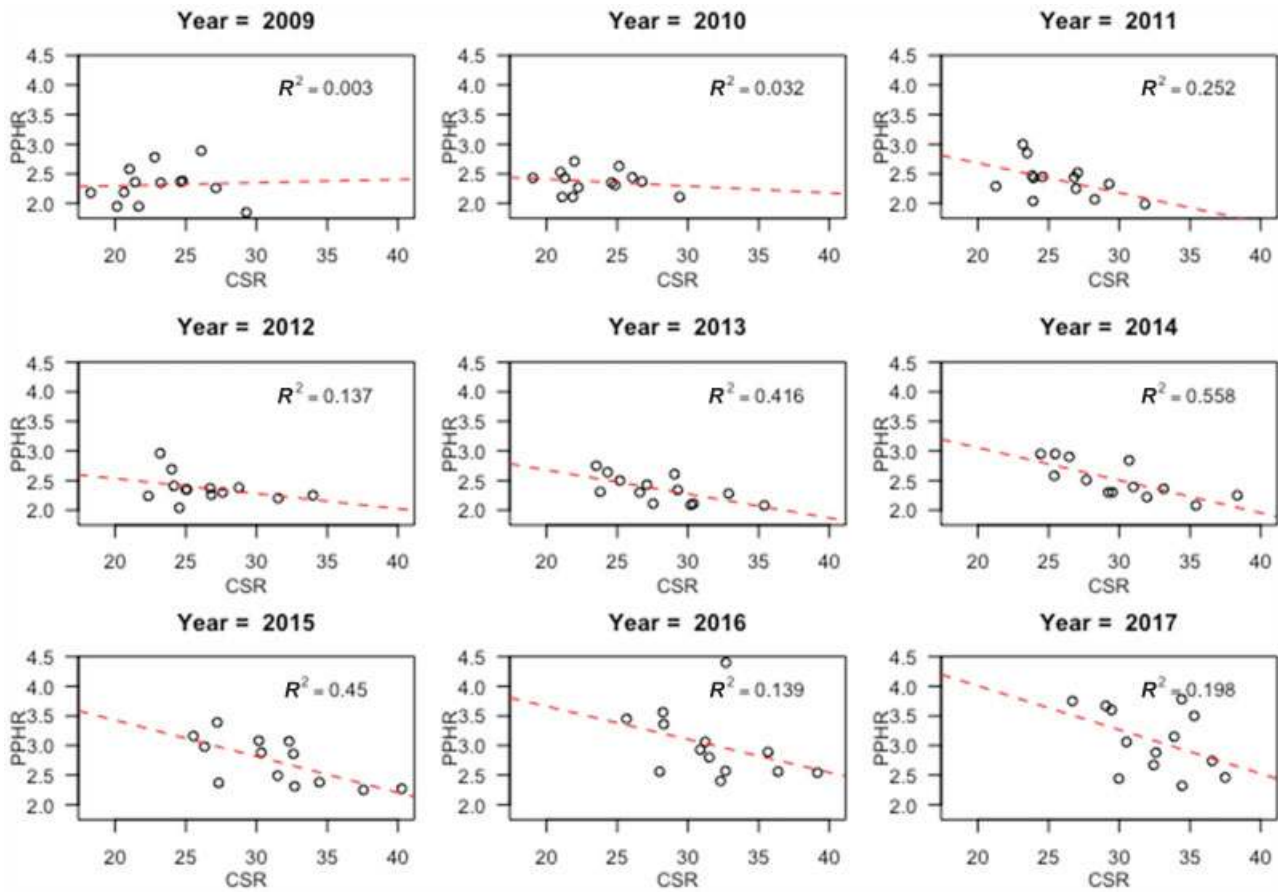 Year = 2009
R² = 0.003
PPHR
4.5
4.0
3.5
3.0
2.5
2.0
20 25 30 35 40
CSR
Year = 2010
R² = 0.032
PPHR
4.5
4.0
3.5
3.0
2.5
2.0
20 25 30 35 40
CSR
Year = 2011
R² = 0.252
PPHR
4.5
4.0
3.5
3.0
2.5
2.0
20 25 30 35 40
CSR
Year = 2012
R² = 0.137
PPHR
4.5
4.0
3.5
3.0
2.5
2.0
20 25 30 35 40
CSR
Year = 2013
R² = 0.416
PPHR
4.5
4.0
3.5
3.0
2.5
2.0
20 25 30 35 40
CSR
Year = 2014
R² = 0.558
PPHR
4.5
4.0
3.5
3.0
2.5
2.0
20 25 30 35 40
CSR
Year = 2015
R² = 0.45
PPHR
4.5
4.0
3.5
3.0
2.5
2.0
20 25 30 35 40
CSR
Year = 2016
R² = 0.139
PPHR
4.5
4.0
3.5
3.0
2.5
2.0
20 25 30 35 40
CSR
Year = 2017
R² = 0.198
PPHR
4.5
4.0
3.5
3.0
2.5
2.0
20 25 30 35 40
CSR